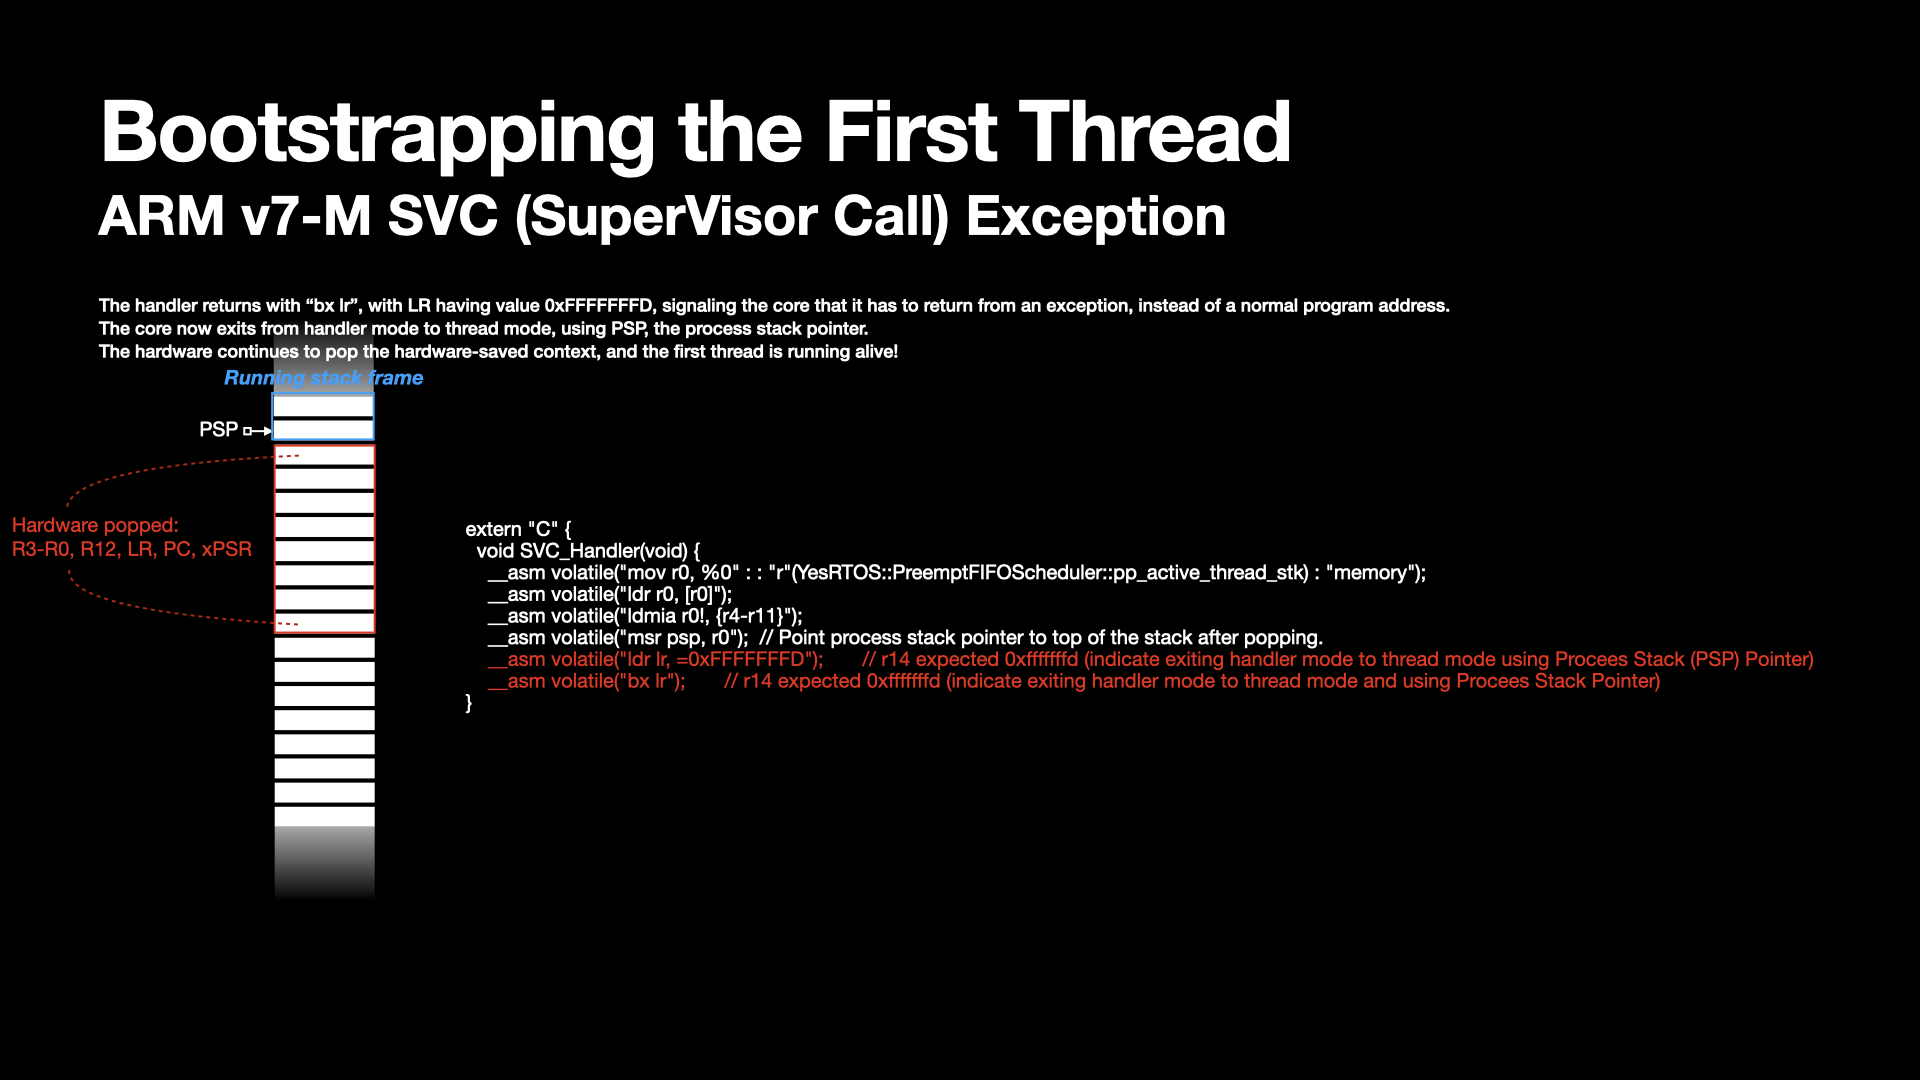 Bootstrapping the First Thread
ARM v7-M SVC (SuperVisor Call) Exception
The handler returns with “bx lr”, with LR having value 0xFFFFFFFD, signaling the core that it has to return from an exception, instead of a normal program address.
The core now exits from handler mode to thread mode, using PSP, the process stack pointer.
The hardware continues to pop the hardware-saved context, and the first thread is running alive!
Running stack frame
PSP
Hardware popped:
R3-R0, R12, LR, PC, xPSR
extern "C" {
void SVC_Handler(void) {
__asm volatile("mov r0, %0" : : "r"(YesRTOS::PreemptFIFOScheduler::pp_active_thread_stk) : "memory");
__asm volatile("ldr r0, [r0]");
__asm volatile("ldmia r0!, {r4-r11}");
__asm volatile("msr psp, r0");  // Point process stack pointer to top of the stack after popping.
__asm volatile("ldr lr, =0xFFFFFFFD");  // r14 expected 0xfffffffd (indicate exiting handler mode to thread mode using Procees Stack (PSP) Pointer)
__asm volatile("bx lr");  // r14 expected 0xfffffffd (indicate exiting handler mode to thread mode and using Procees Stack Pointer)
}